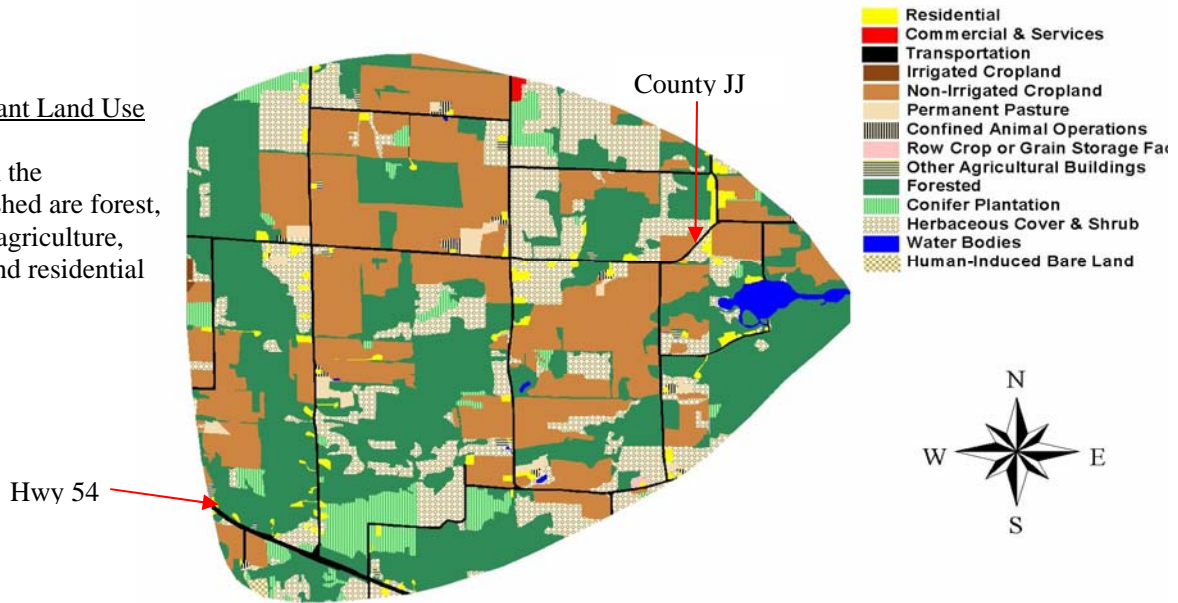 ant Land Use
the
shed are forest,
agriculture,
nd residential
County JJ
Hwy 54
Residential
Commercial & Services
Transportation
Irrigated Cropland
Non-Irrigated Cropland
Permanent Pasture
Confined Animal Operations
Row Crop or Grain Storage Fac
Other Agricultural Buildings
Forested
Conifer Plantation
Herbaceous Cover & Shrub
Water Bodies
Human-Induced Bare Land
N
W E
S